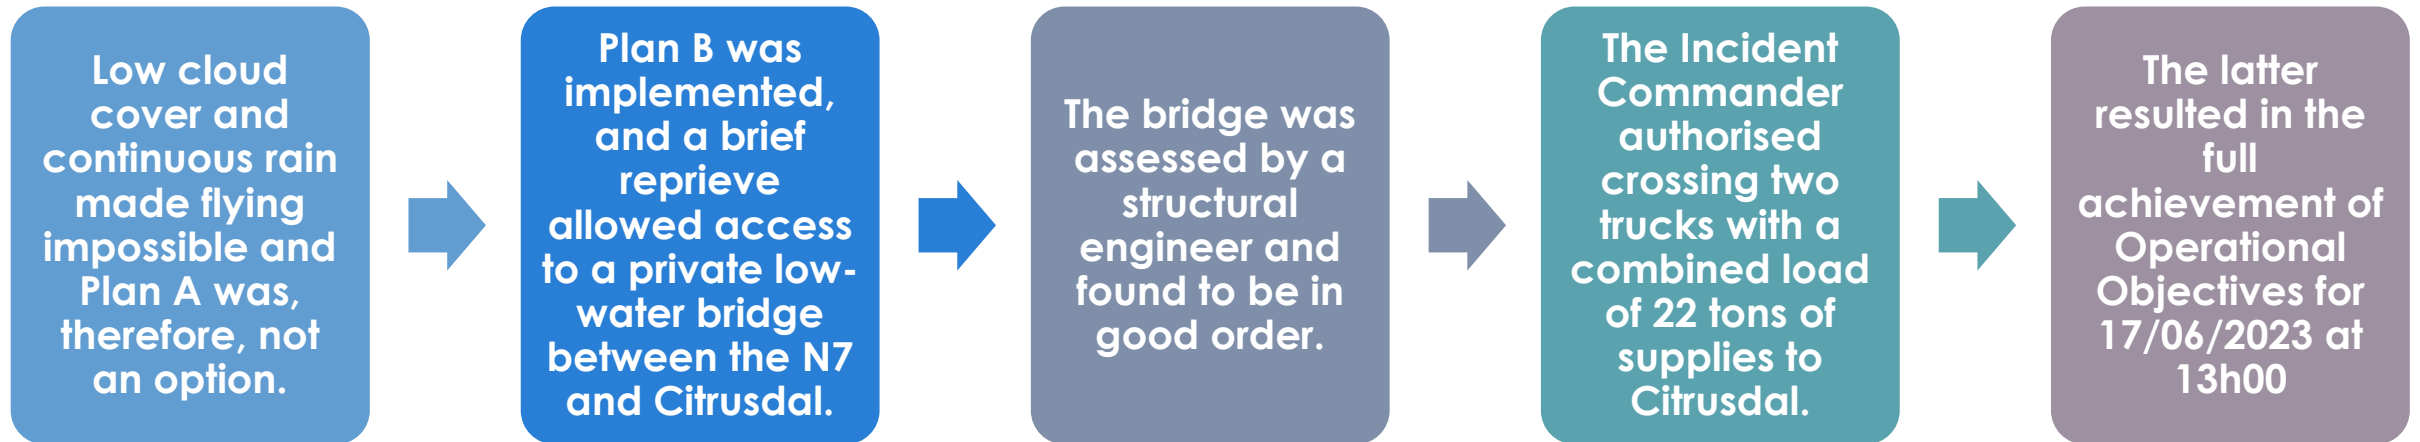 Low cloud
cover and
continuous rain
made flying
impossible and
Plan A was,
therefore, not
an option.
Plan B was
implemented,
and a brief
reprieve
allowed access
to a private low-
water bridge
between the N7
and Citrusdal.
The bridge was
assessed by a
structural
engineer and
found to be in
good order.
The Incident
Commander
authorised
crossing two
trucks with a
combined load
of 22 tons of
supplies to
Citrusdal.
The latter
resulted in the
full
achievement of
Operational
Objectives for
17/06/2023 at
13h00